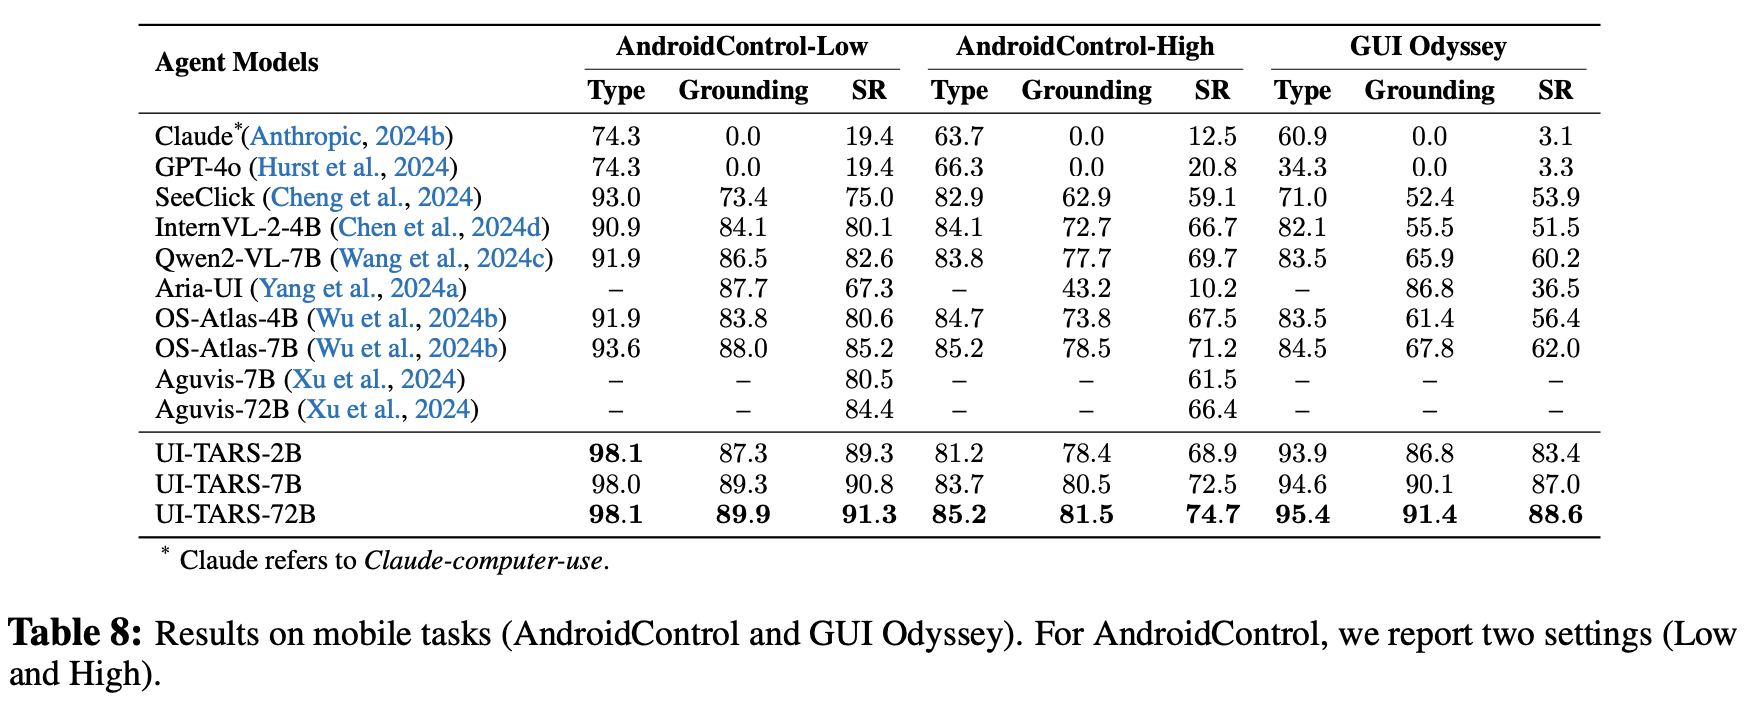 Agent Models AndroidControl-Low AndroidControl-High GUI Odyssey
Type Grounding SR Type Grounding SR Type Grounding SR
Claude*(Anthropic, 2024b) 74.3 0.0 19.4 63.7 0.0 12.5 60.9 0.0 3.1
GPT-4o (Hurst et al., 2024) 74.3 0.0 19.4 66.3 0.0 20.8 34.3 0.0 3.3
SeeClick (Cheng et al., 2024) 93.0 73.4 75.0 82.9 62.9 59.1 71.0 52.4 53.9
InternVL-2-4B (Chen et al., 2024d) 90.9 84.1 80.1 84.1 72.7 66.7 82.1 55.5 51.5
Qwen2-VL-7B (Wang et al., 2024c) 91.9 86.5 82.6 83.8 77.7 69.7 83.5 65.9 60.2
Aria-UI (Yang et al., 2024a) – 87.7 67.3 – 43.2 10.2 – 86.8 36.5
OS-Atlas-4B (Wu et al., 2024b) 91.9 83.8 80.6 84.7 73.8 67.5 83.5 61.4 56.4
OS-Atlas-7B (Wu et al., 2024b) 93.6 88.0 85.2 85.2 78.5 71.2 84.5 67.8 62.0
Aguvis-7B (Xu et al., 2024) – – 80.5 – – 61.5 – – –
Aguvis-72B (Xu et al., 2024) – – 84.4 – – 66.4 – – –
UI-TARS-2B 98.1 87.3 89.3 81.2 78.4 68.9 93.9 86.8 83.4
UI-TARS-7B 98.0 89.3 90.8 83.7 80.5 72.5 94.6 90.1 87.0
UI-TARS-72B 98.1 89.9 91.3 85.2 81.5 74.7 95.4 91.4 88.6
* Claude refers to Claude-computer-use.
Table 8: Results on mobile tasks (AndroidControl and GUI Odyssey). For AndroidControl, we report two settings (Low
and High).